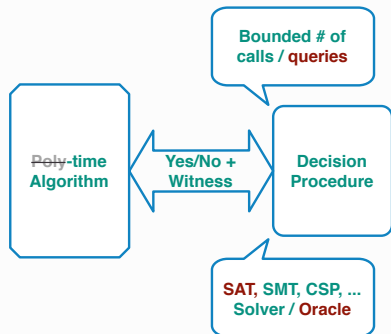 Bounded # of
calls / queries
Poly-time
Algorithm
Yes/No +
Witness
Decision
Procedure
SAT, SMT, CSP, ...
Solver / Oracle